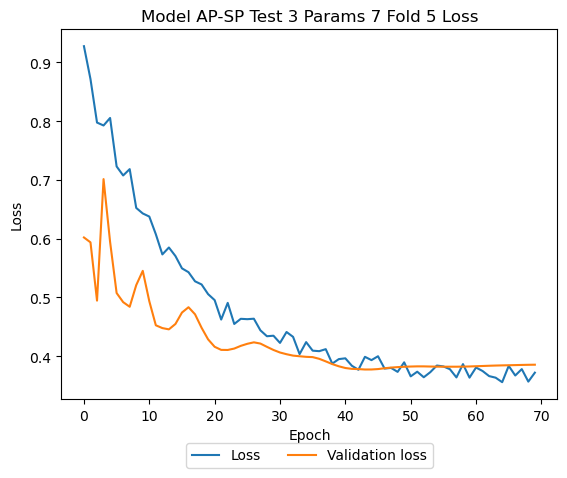 Model AP-SP Test 3 Params 7 Fold 5 Loss
0.9
0.8
0.7
0.6
0.5
0.4
Loss
0 10 20 30 40 50 60 70
Epoch
Loss Validation loss